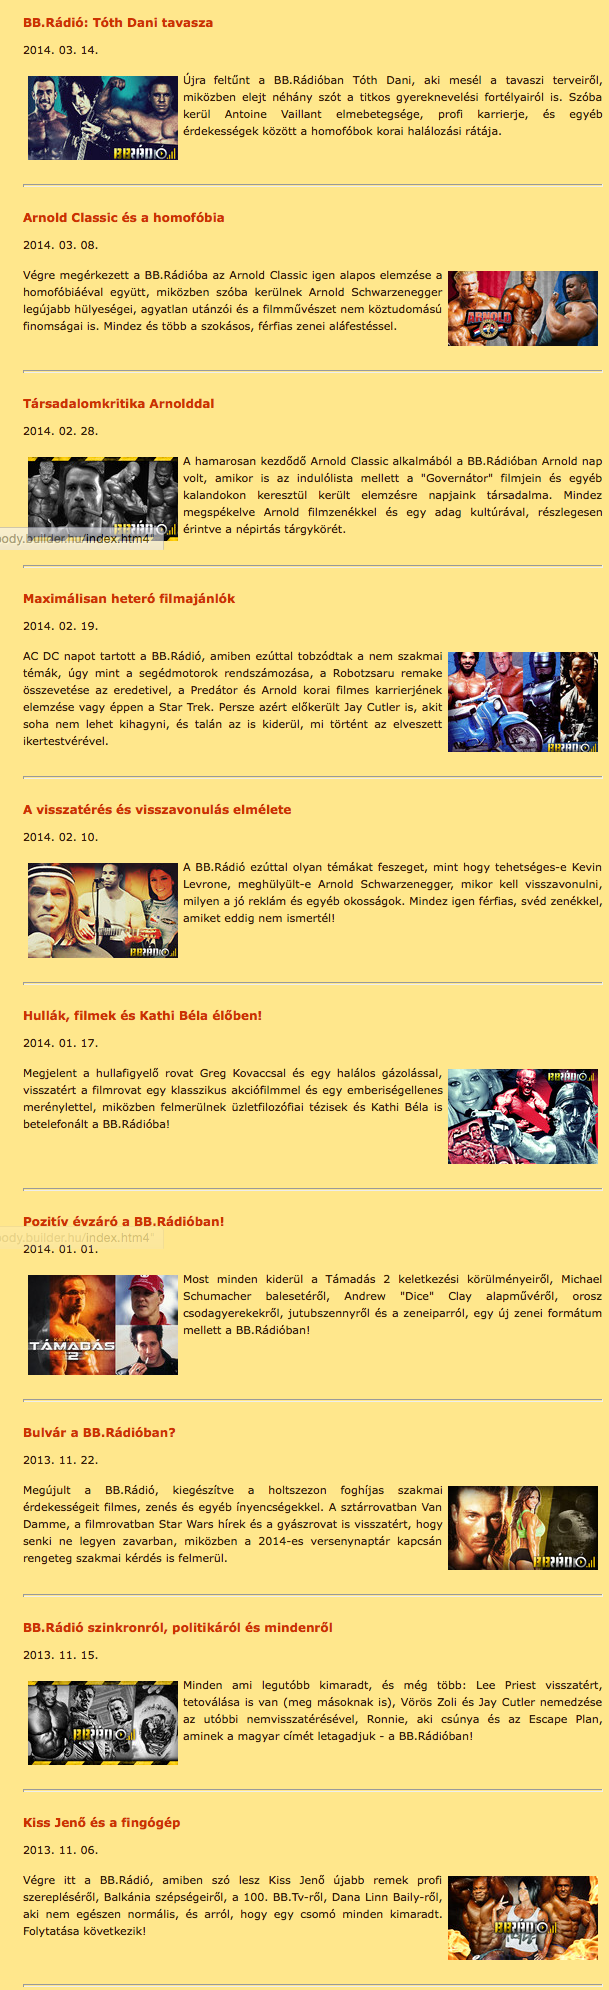 BB.Rádió: Tóth Dani tavasza
2014. 03. 14.
Újra feltűnt a BB.Rádióban Tóth Dani, aki mesél a tavaszi terveiről,
miközben elejt néhány szót a titkos gyereknevelési fortélyairól is. Szóba
kerül Antoine Vaillant elmebetegsége, profi karrierje, és egyéb
érdekességek között a homofóbok korai halálozási rátája.
BBRÁDIÓ
Arnold Classic és a homofóbia
2014. 03. 08.
Végre megérkezett a BB.Rádióba az Arnold Classic igen alapos elemzése a
homofóbiáéval együtt, miközben szóba kerülnek Arnold Schwarzenegger
legújabb hülyeségei, agyatlan utánzói és a filmművészet nem köztudomású
finomságai is. Mindez és több a szokásos, férfias zenei aláfestéssel.
ARNOLD
Társadalomkritika Arnolddal
2014. 02. 28.
A hamarosan kezdődő Arnold Classic alkalmából a BB.Rádióban Arnold nap
volt, amikor is az indulólista mellett a "Governátor" filmjein és egyéb
kalandokon keresztül került elemzésre napjaink társadalma. Mindez
megspékelve Arnold filmzenékkel és egy adag kultúrával, részlegesen
érintve a népirtás tárgykörét.
BBRÁDIÓ
ody.builder.hu/index.htm4"
Maximálisan heteró filmajánlók
2014. 02. 19.
AC DC napot tartott a BB.Rádió, amiben ezúttal tobzódtak a nem szakmai
témák, úgy mint a segédmotorok rendszámozása, a Robotzsaru remake
összevetése az eredetivel, a Predátor és Arnold korai filmes karrierjének
elemzése vagy éppen a Star Trek. Persze azért előkerült Jay Cutler is, akit
soha nem lehet kihagyni, és talán az is kiderül, mi történt az elveszett
ikertestvérével.
BBRÁDIÓ
A visszatérés és visszavonulás elmélete
2014. 02. 10.
A BB.Rádió ezúttal olyan témákat feszeget, mint hogy tehetséges-e Kevin
Levrone, meghülyült-e Arnold Schwarzenegger, mikor kell visszavonulni,
milyen a jó reklám és egyéb okosságok. Mindez igen férfias, svéd zenékkel,
amiket eddig nem ismertél!
BBRÁDIÓ
Hullák, filmek és Kathi Béla élőben!
2014. 01. 17.
Megjelent a hullafigyelő rovat Greg Kovaccsal és egy halálos gázolással,
visszatért a filmrovat egy klasszikus akciófilmmel és egy emberiségellenes
merénylettel, miközben felmerülnek üzletfilozófiai tézisek és Kathi Béla is
betelefonált a BB.Rádióba!
BBRÁDIÓ
Pozitív évzáró a BB.Rádióban!
ody.builder.hu/index.htm4"
2014. 01. 01.
Most minden kiderül a Támadás 2 keletkezési körülményeiről, Michael
Schumacher balesetéről, Andrew "Dice" Clay alapművéről, orosz
csodagyerekekről, jutubszennyről és a zeneiparról, egy új zenei formátum
mellett a BB.Rádióban!
TÁMADÁS
2
Bulvár a BB.Rádióban?
2013. 11. 22.
Megújult a BB.Rádió, kiegészítve a holtszezon foghíjas szakmai
érdekességeit filmes, zenés és egyéb ínyencségekkel. A sztárrovatban Van
Damme, a filmrovatban Star Wars hírek és a gyászrovat is visszatért, hogy
senki ne legyen zavarban, miközben a 2014-es versenynaptár kapcsán
rengeteg szakmai kérdés is felmerül.
BBRÁDIÓ
BB.Rádió szinkronról, politikáról és mindenről
2013. 11. 15.
Minden ami legutóbb kimaradt, és még több: Lee Priest visszatért,
tetoválása is van (meg másoknak is), Vörös Zoli és Jay Cutler nemedzése
az utóbbi nemvisszatérésével, Ronnie, aki csúnya és az Escape Plan,
aminek a magyar címét letagadjuk - a BB.Rádióban!
BBRÁDIÓ
Kiss Jenő és a fingógép
2013. 11. 06.
Végre itt a BB.Rádió, amiben szó lesz Kiss Jenő újabb remek profi
szerepléséről, Balkánia szépségeiről, a 100. BB.Tv-ről, Dana Linn Baily-ről,
aki nem egészen normális, és arról, hogy egy csomó minden kimaradt.
Folytatása következik!
BBRÁDIÓ